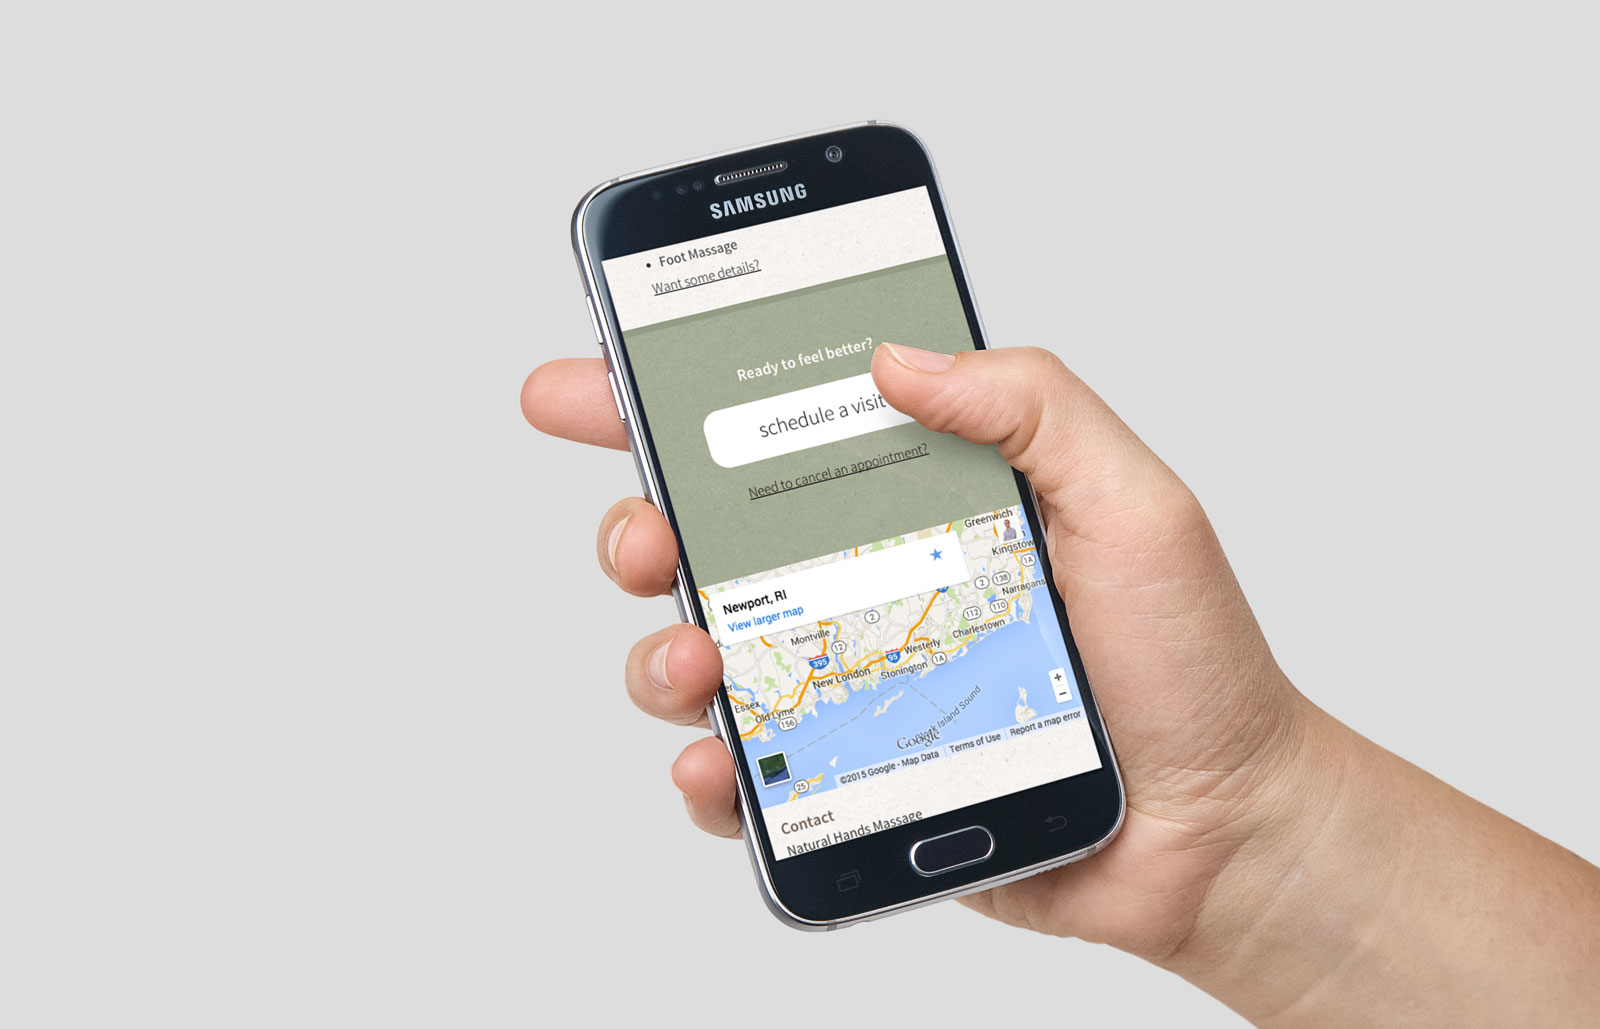 SAMSUNG
• Foot Massage
Want some details?
Ready to feel better?
schedule a visit
Need to cancel an appointment?
Newport, RI
View larger map
Greenwich
Kingstow
1A
2
138
Narragans
110
112
2
Charlestown
Montville
12
395
95
Westerly
1A
Stonington
New London
Essex
Old Lyme
156
Island Sound
Google
25
+
−
©2015 Google - Map Data
Terms of Use
Report a map error
Contact
Natural Hands Massage